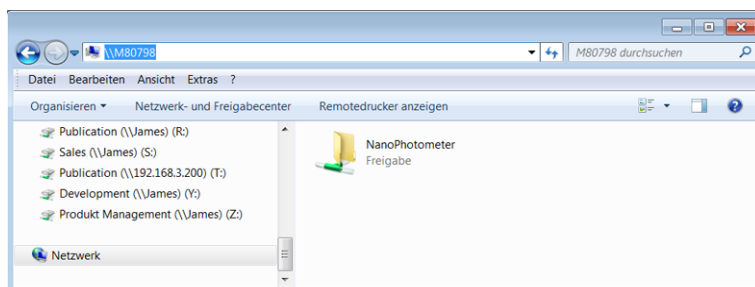 \\M80798
M80798 durchsuchen
Datei Bearbeiten Ansicht Extras ?
Organisieren Netzwerk- und Freigabecenter Remotedrucker anzeigen
Publication (\\James) (R:)
Sales (\\James) (S:)
Publication (\\192.168.3.200) (T:)
Development (\\James) (Y:)
Produkt Management (\\James) (Z:)
Netzwerk
NanoPhotometer
Freigabe